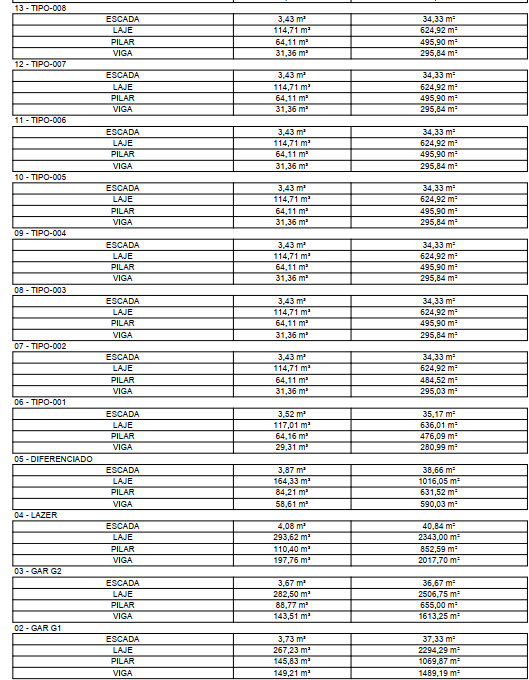 13 - TIPO-008
ESCADA 3,43 m³ 34,33 m²
LAJE 114,71 m³ 624,92 m²
PILAR 64,11 m³ 495,90 m²
VIGA 31,36 m³ 295,84 m²
12 - TIPO-007
ESCADA 3,43 m³ 34,33 m²
LAJE 114,71 m³ 624,92 m²
PILAR 64,11 m³ 495,90 m²
VIGA 31,36 m³ 295,84 m²
11 - TIPO-006
ESCADA 3,43 m³ 34,33 m²
LAJE 114,71 m³ 624,92 m²
PILAR 64,11 m³ 495,90 m²
VIGA 31,36 m³ 295,84 m²
10 - TIPO-005
ESCADA 3,43 m³ 34,33 m²
LAJE 114,71 m³ 624,92 m²
PILAR 64,11 m³ 495,90 m²
VIGA 31,36 m³ 295,84 m²
09 - TIPO-004
ESCADA 3,43 m³ 34,33 m²
LAJE 114,71 m³ 624,92 m²
PILAR 64,11 m³ 495,90 m²
VIGA 31,36 m³ 295,84 m²
08 - TIPO-003
ESCADA 3,43 m³ 34,33 m²
LAJE 114,71 m³ 624,92 m²
PILAR 64,11 m³ 495,90 m²
VIGA 31,36 m³ 295,84 m²
07 - TIPO-002
ESCADA 3,43 m³ 34,33 m²
LAJE 114,71 m³ 624,92 m²
PILAR 64,11 m³ 484,52 m²
VIGA 31,36 m³ 295,03 m²
06 - TIPO-001
ESCADA 3,52 m³ 35,17 m²
LAJE 117,01 m³ 636,01 m²
PILAR 64,16 m³ 476,09 m²
VIGA 29,31 m³ 280,99 m²
05 - DIFERENCIADO
ESCADA 3,87 m³ 38,66 m²
LAJE 164,33 m³ 1016,05 m²
PILAR 84,21 m³ 631,52 m²
VIGA 58,61 m³ 590,03 m²
04 - LAZER
ESCADA 4,08 m³ 40,84 m²
LAJE 293,62 m³ 2343,00 m²
PILAR 110,40 m³ 852,59 m²
VIGA 197,76 m³ 2017,70 m²
03 - GAR G2
ESCADA 3,67 m³ 36,67 m²
LAJE 282,50 m³ 2506,75 m²
PILAR 88,77 m³ 655,00 m²
VIGA 143,51 m³ 1613,25 m²
02 - GAR G1
ESCADA 3,73 m³ 37,33 m²
LAJE 267,23 m³ 2294,29 m²
PILAR 145,83 m³ 1069,87 m²
VIGA 149,21 m³ 1489,19 m²